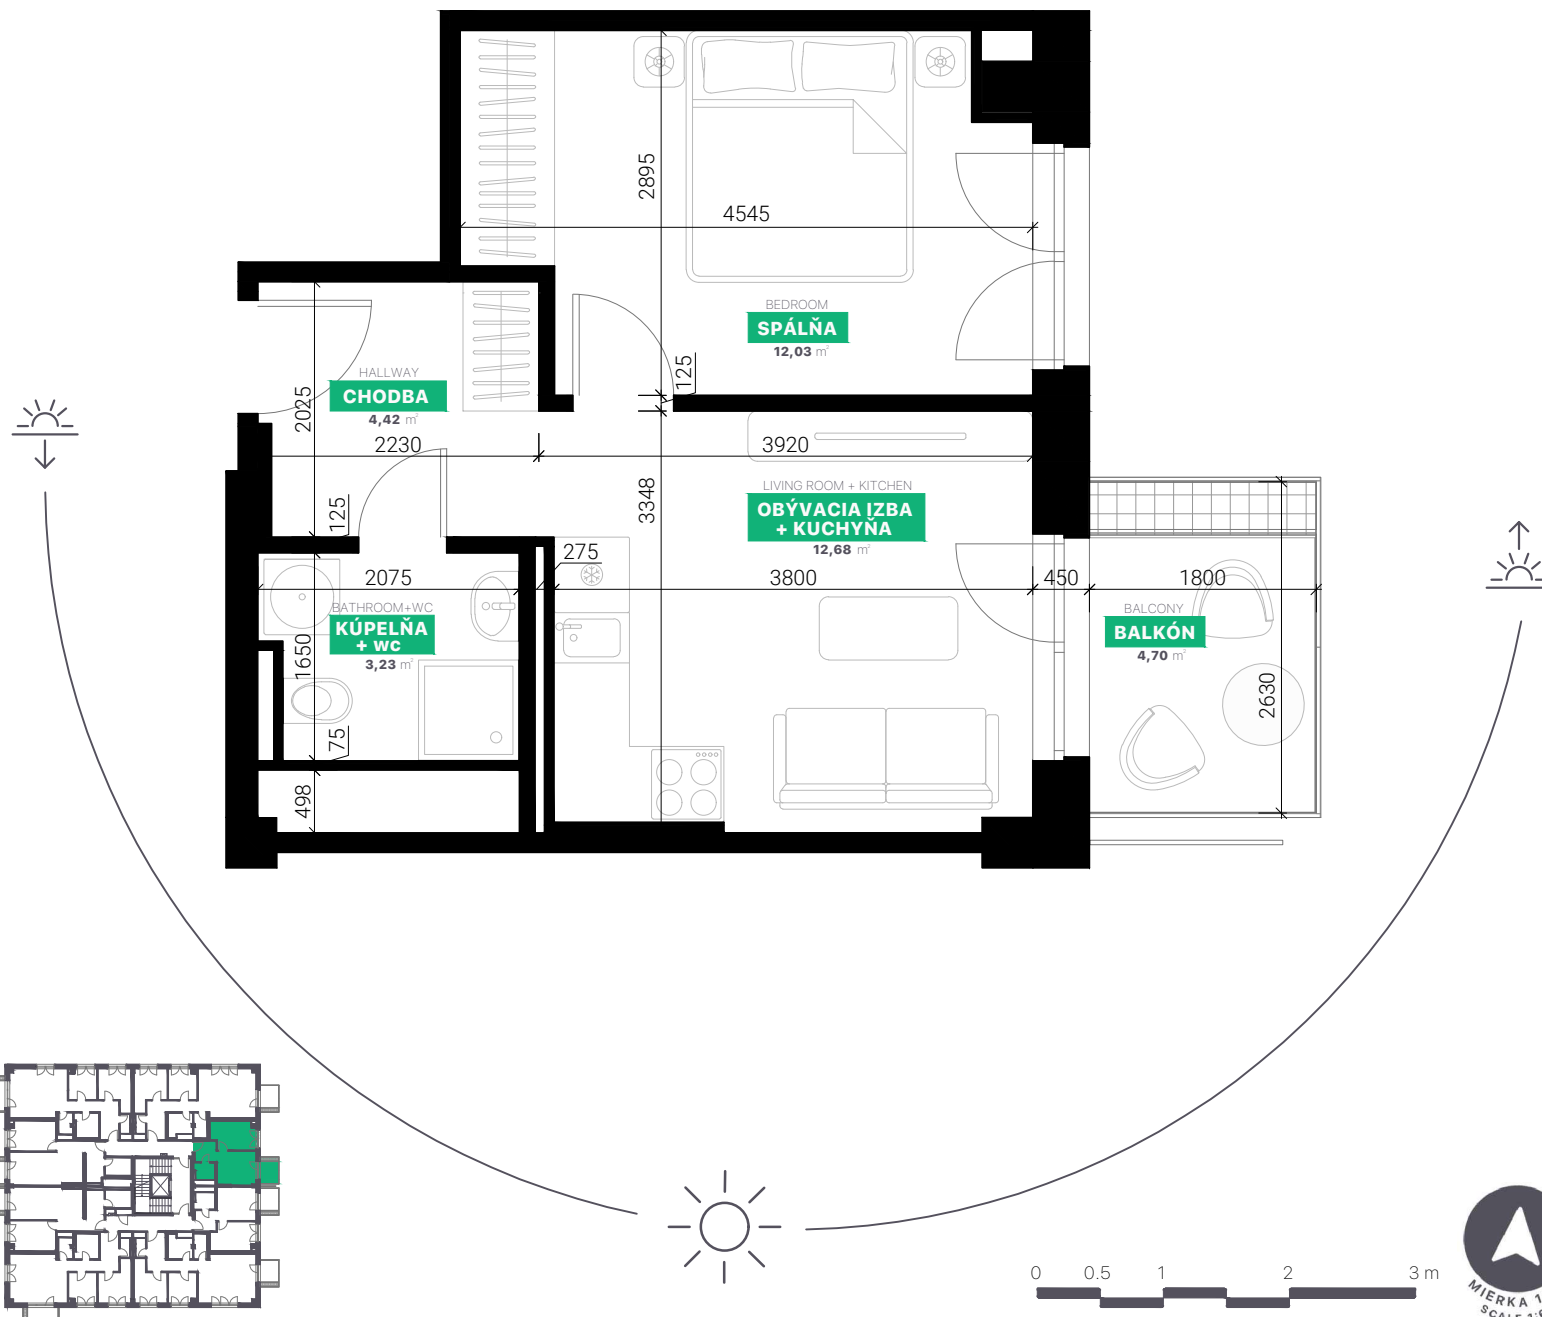 2895
4545
BEDROOM
SPÁLŇA
12,03 m²
125
HALLWAY
CHODBA
4,42 m²
2025
2230
3920
LIVING ROOM + KITCHEN
OBÝVACIA IZBA
+ KUCHYŇA
12,68 m²
3348
125
275
2075
3800
450
1800
BATHROOM+WC
KÚPEĽŇA
+ WC
3,23 m²
1650
BALCONY
BALKÓN
4,70 m²
2630
75
498
0 0.5 1 2 3 m
MIERKA
SCALE